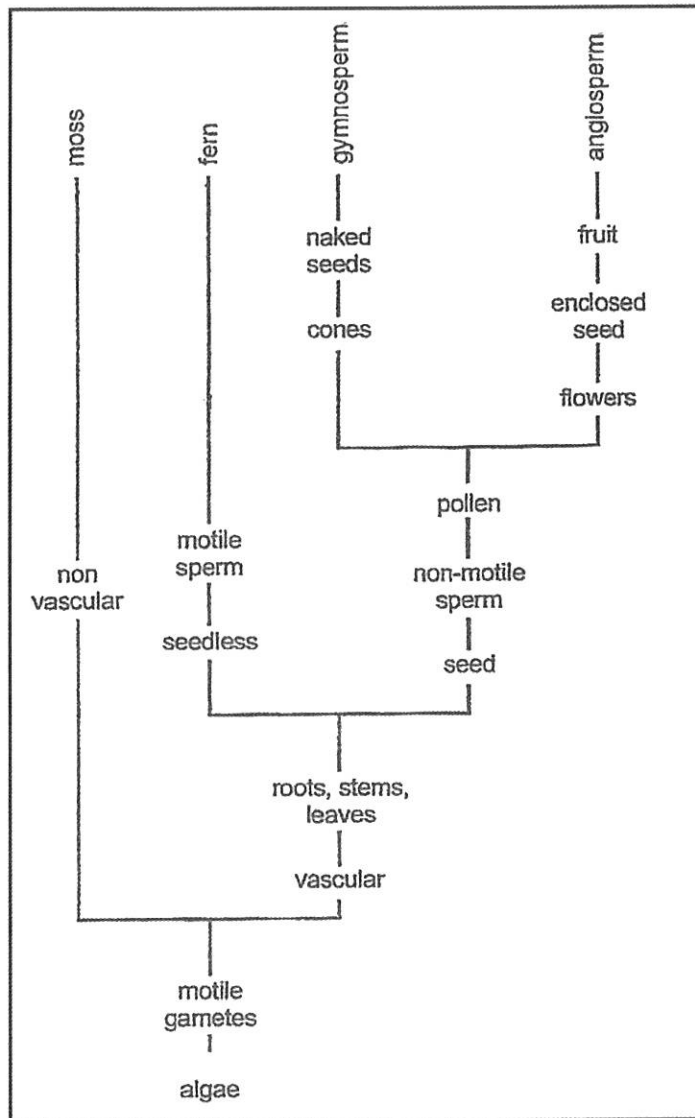 moss
fern
gymnosperm
angiosperm
naked
seeds
cones
fruit
enclosed
seed
flowers
pollen
non-motile
sperm
seed
motile
sperm
seedless
non
vascular
roots, stems,
leaves
vascular
motile
gametes
algae